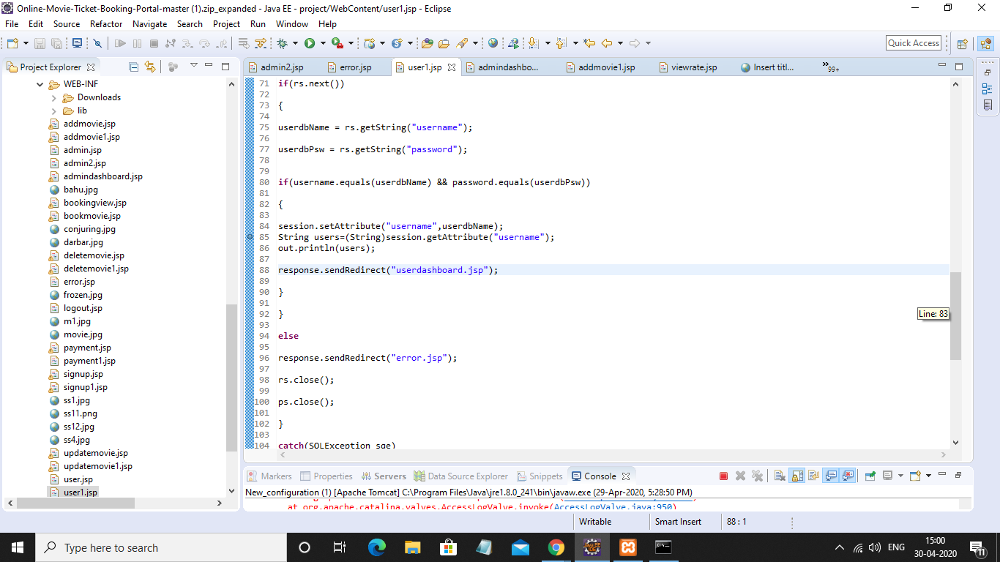 Online-Movie-Ticket-Booking-Portal-master (1).zip_expanded - Java EE - project/WebContent/user1.jsp - Eclipse
File Edit Source Refactor Navigate Search Project Run Window Help
Quick Access
Project Explorer
WEB-INF
Downloads
lib
addmovie.jsp
addmovie1.jsp
admin.jsp
admin2.jsp
admindashboard.jsp
bahu.jpg
bookingview.jsp
bookmovie.jsp
conjuring.jpg
darbar.jpg
deletemovie.jsp
deletemovie1.jsp
error.jsp
frozen.jpg
logout.jsp
m1.jpg
movie.jpg
payment.jsp
payment1.jsp
signup.jsp
signup1.jsp
ss1.jpg
ss11.png
ss12.jpg
ss4.jpg
updatemovie.jsp
updatemovie1.jsp
user.jsp
user1.jsp
admin2.jsp error.jsp user1.jsp admindashbo... addmovie1.jsp viewrate.jsp Insert titl... »99+
71 if(rs.next())
72
73 {
74
75 userdbName = rs.getString("username");
76
77 userdbPsw = rs.getString("password");
78
79
80 if(username.equals(userdbName) && password.equals(userdbPsw))
81
82 {
83
84 session.setAttribute("username",userdbName);
85 String users=(String)session.getAttribute("username");
86 out.println(users);
87
88 response.sendRedirect("userdashboard.jsp");
89
90 }
91
92 }
93
94 else
95
96 response.sendRedirect("error.jsp");
97
98 rs.close();
99
100 ps.close();
101
102 }
103
104 catch(SQLException sqe)
Line: 83
Markers Properties Servers Data Source Explorer Snippets Console
New_configuration (1) [Apache Tomcat] C:\Program Files\Java\jre1.8.0_241\bin\javaw.exe (29-Apr-2020, 5:28:50 PM)
at org.apache.catalina.valves.AccessLogValve.invoke(AccessLogValve.java:950)
Writable Smart Insert 88 : 1
Type here to search
ENG
15:00
30-04-2020
11